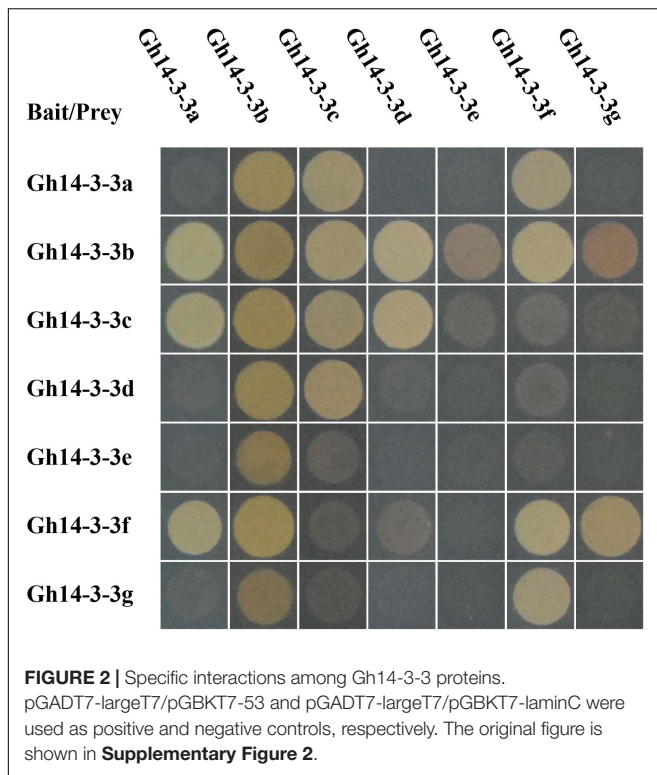 Gh14-3-3a
Gh14-3-3b
Gh14-3-3c
Gh14-3-3d
Gh14-3-3e
Gh14-3-3f
Gh14-3-3g
Bait/Prey
Gh14-3-3a
Gh14-3-3b
Gh14-3-3c
Gh14-3-3d
Gh14-3-3e
Gh14-3-3f
Gh14-3-3g
FIGURE 2 | Specific interactions among Gh14-3-3 proteins.
pGADT7-largeT7/pGBKT7-53 and pGADT7-largeT7/pGBKT7-laminC were
used as positive and negative controls, respectively. The original figure is
shown in Supplementary Figure 2.